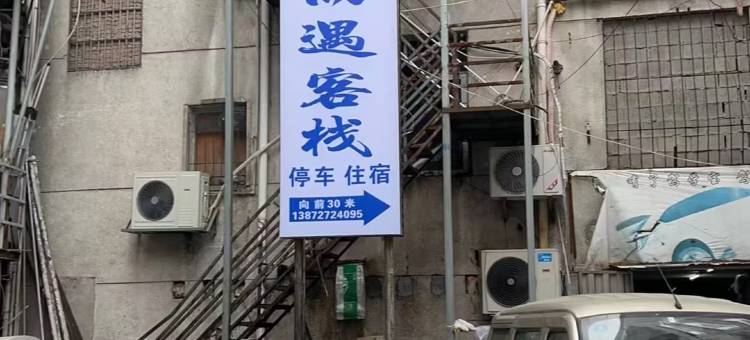 遇
客
栈
停车 住宿
向前30米
13872724095